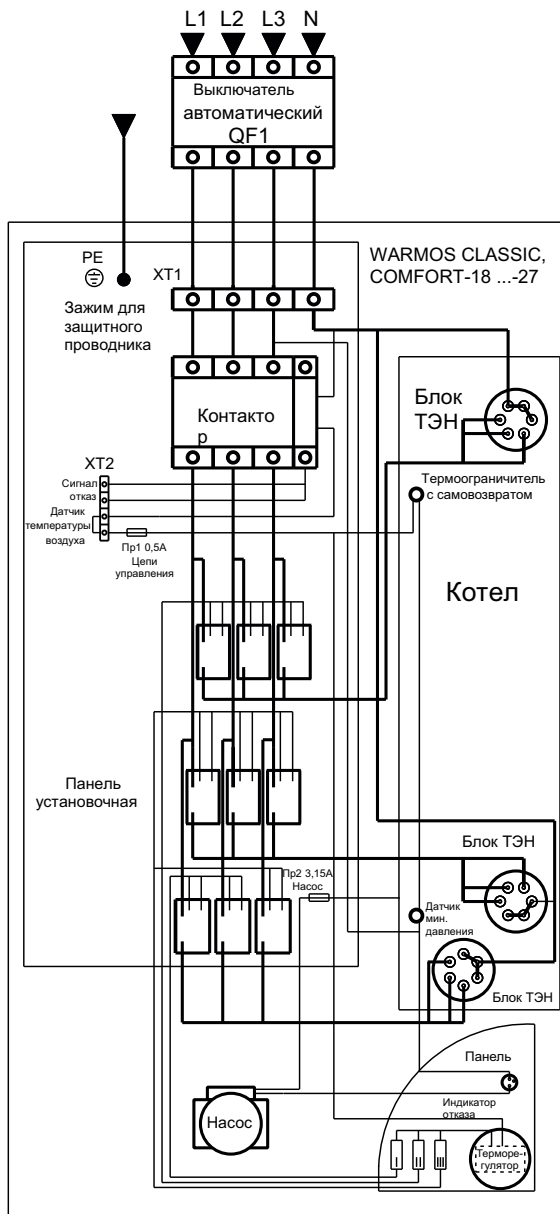 L1 L2 L3 N
Выключатель
автоматический
QF1
PE
XT1
WARMOS CLASSIC,
COMFORT-18 ...-27
Зажим для
защитного
проводника
Контакто
р
Блок
ТЭН
XT2
Сигнал
отказ
Датчик
температуры
воздуха
Пр1 0,5А
Цепи
управления
Термоограничитель
с самовозвратом
Котел
Панель
установочная
Блок ТЭН
Пр2 3,15А
Насос
Датчик
мин.
давления
Блок ТЭН
Панель
Индикатор
отказа
Насос
I II III
Терморе-
гулятор